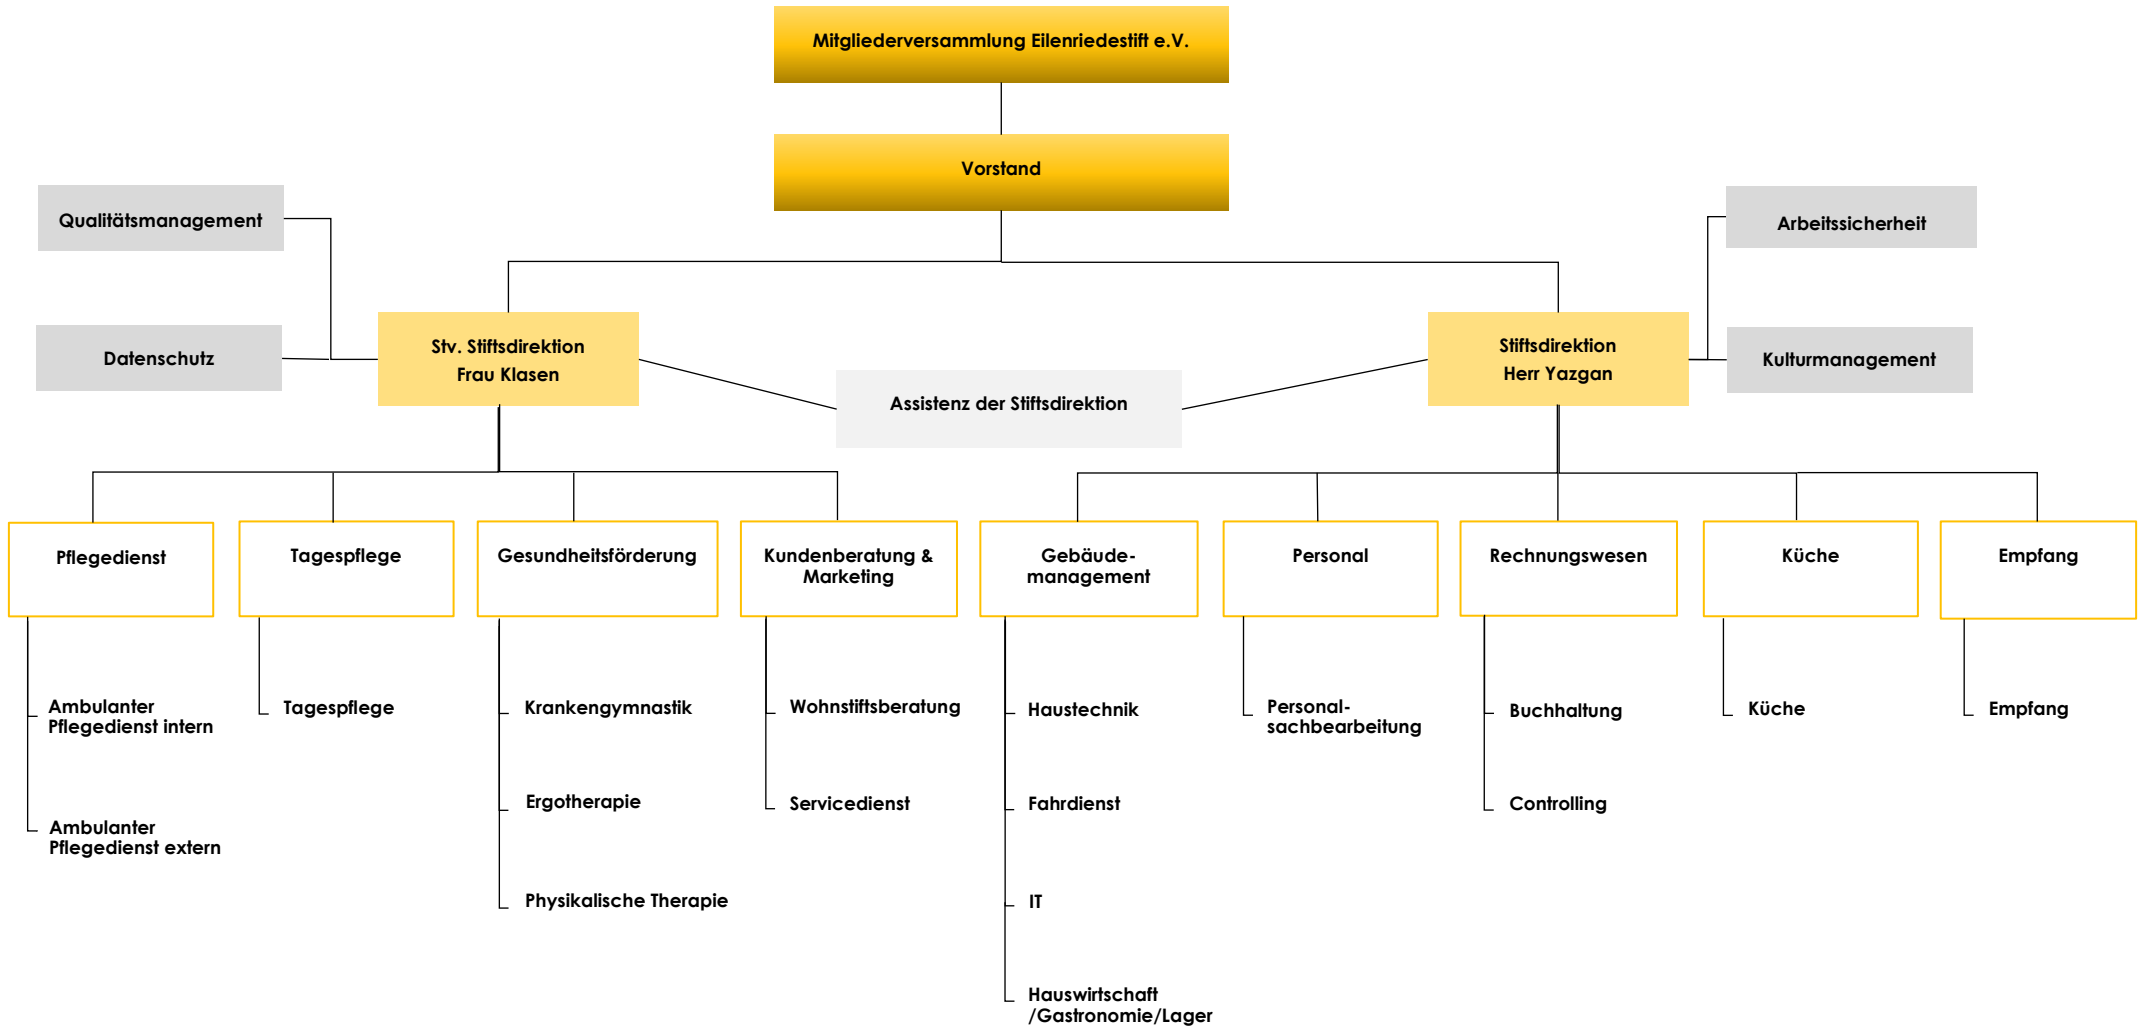 Mitgliederversammlung Eilenriedestift e.V.
Vorstand
Qualitätsmanagement
Arbeitssicherheit
Datenschutz
Stv. Stiftsdirektion
Frau Klasen
Assistenz der Stiftsdirektion
Stiftsdirektion
Herr Yazgan
Kulturmanagement
Pflegedienst
Tagespflege
Gesundheitsförderung
Kundenberatung &
Marketing
Gebäude-
management
Personal
Rechnungswesen
Küche
Empfang
Ambulanter
Pflegedienst intern
Ambulanter
Pflegedienst extern
Tagespflege
Krankengymnastik
Ergotherapie
Physikalische Therapie
Wohnstiftsberatung
Servicedienst
Haustechnik
Fahrdienst
IT
Hauswirtschaft
/Gastronomie/Lager
Personal-
sachbearbeitung
Buchhaltung
Controlling
Küche
Empfang